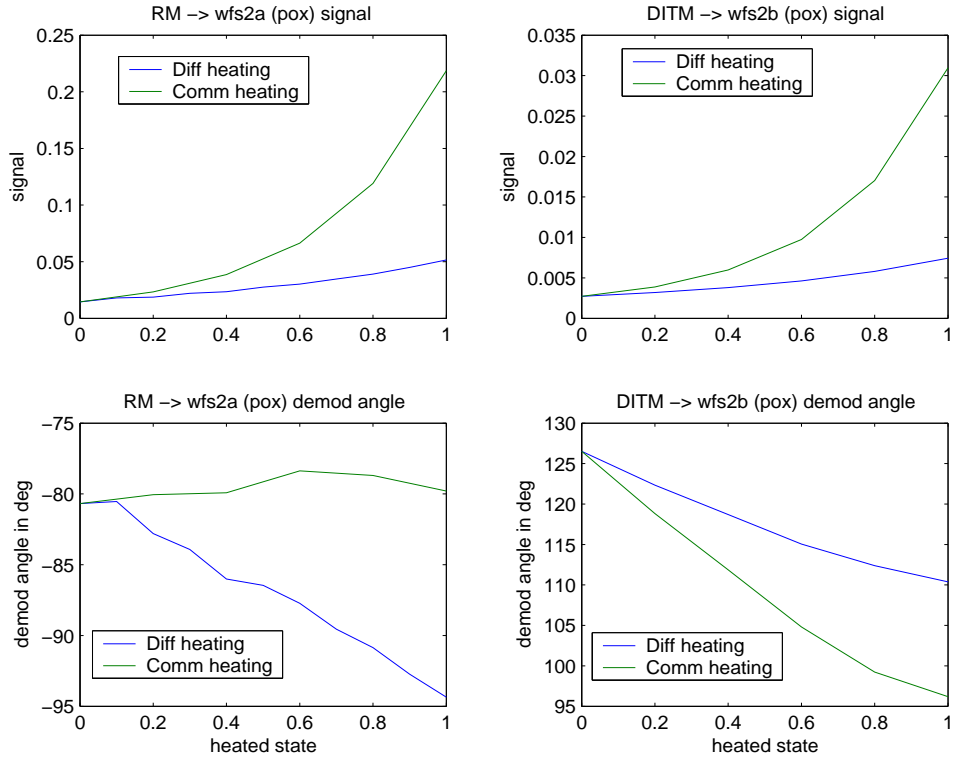 RM −> wfs2a (pox) signal
0.25
0.2
0.15
0.1
0.05
0
signal
Diff heating
Comm heating
0 0.2 0.4 0.6 0.8 1
DITM −> wfs2b (pox) signal
0.035
0.03
0.025
0.02
0.015
0.01
0.005
0
signal
Diff heating
Comm heating
0 0.2 0.4 0.6 0.8 1
RM −> wfs2a (pox) demod angle
−75
−80
−85
−90
−95
demod angle in deg
Diff heating
Comm heating
0 0.2 0.4 0.6 0.8 1
heated state
DITM −> wfs2b (pox) demod angle
130
125
120
115
110
105
100
95
demod angle in deg
Diff heating
Comm heating
0 0.2 0.4 0.6 0.8 1
heated state